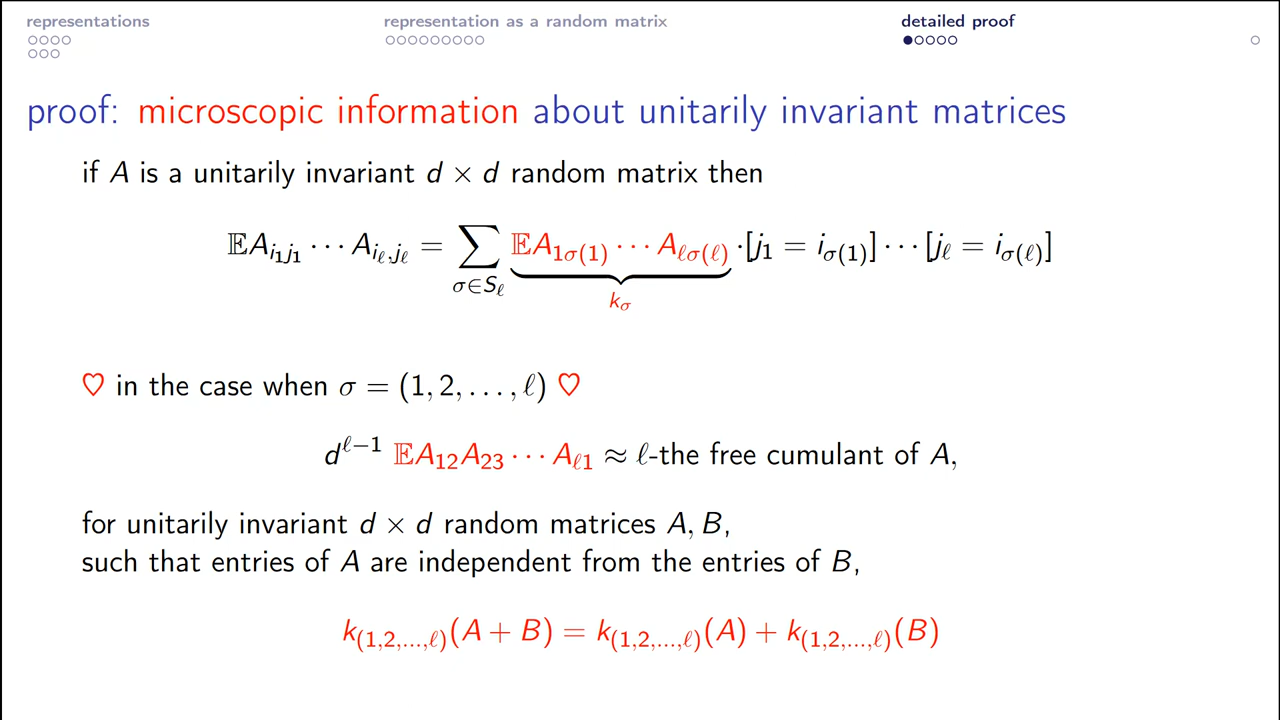 representations representation as a random matrix detailed proof
proof: microscopic information about unitarily invariant matrices
if A is a unitarily invariant d × d random matrix then
𝔼A_{i_1 j_1} ··· A_{i_ℓ,j_ℓ} = ∑_{σ∈S_ℓ} 𝔼A_{1σ(1)} ··· A_{ℓσ(ℓ)} ·[j_1 = i_{σ(1)}] ··· [j_ℓ = i_{σ(ℓ)}]
k_σ
♡ in the case when σ = (1, 2, . . . , ℓ) ♡
d^{ℓ−1} 𝔼A_{12}A_{23} ··· A_{ℓ1} ≈ ℓ-the free cumulant of A,
for unitarily invariant d × d random matrices A, B,
such that entries of A are independent from the entries of B,
k_{(1,2,...,ℓ)}(A + B) = k_{(1,2,...,ℓ)}(A) + k_{(1,2,...,ℓ)}(B)